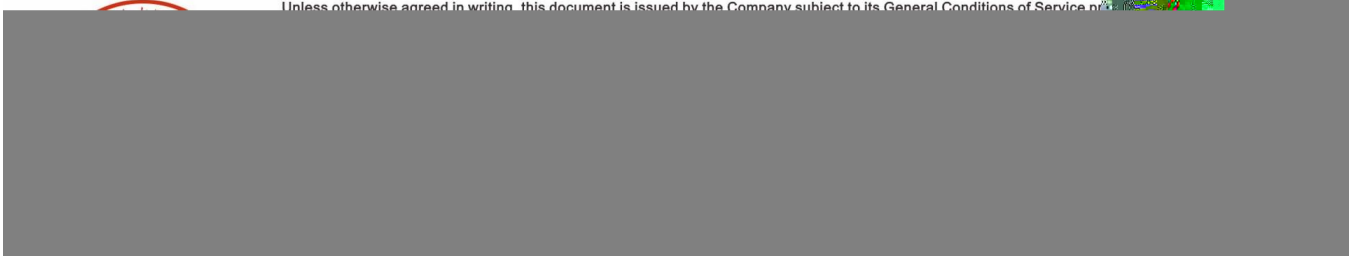 Unless otherwise agreed in writing, this document is issued by the Company subject to its General Conditions of Service